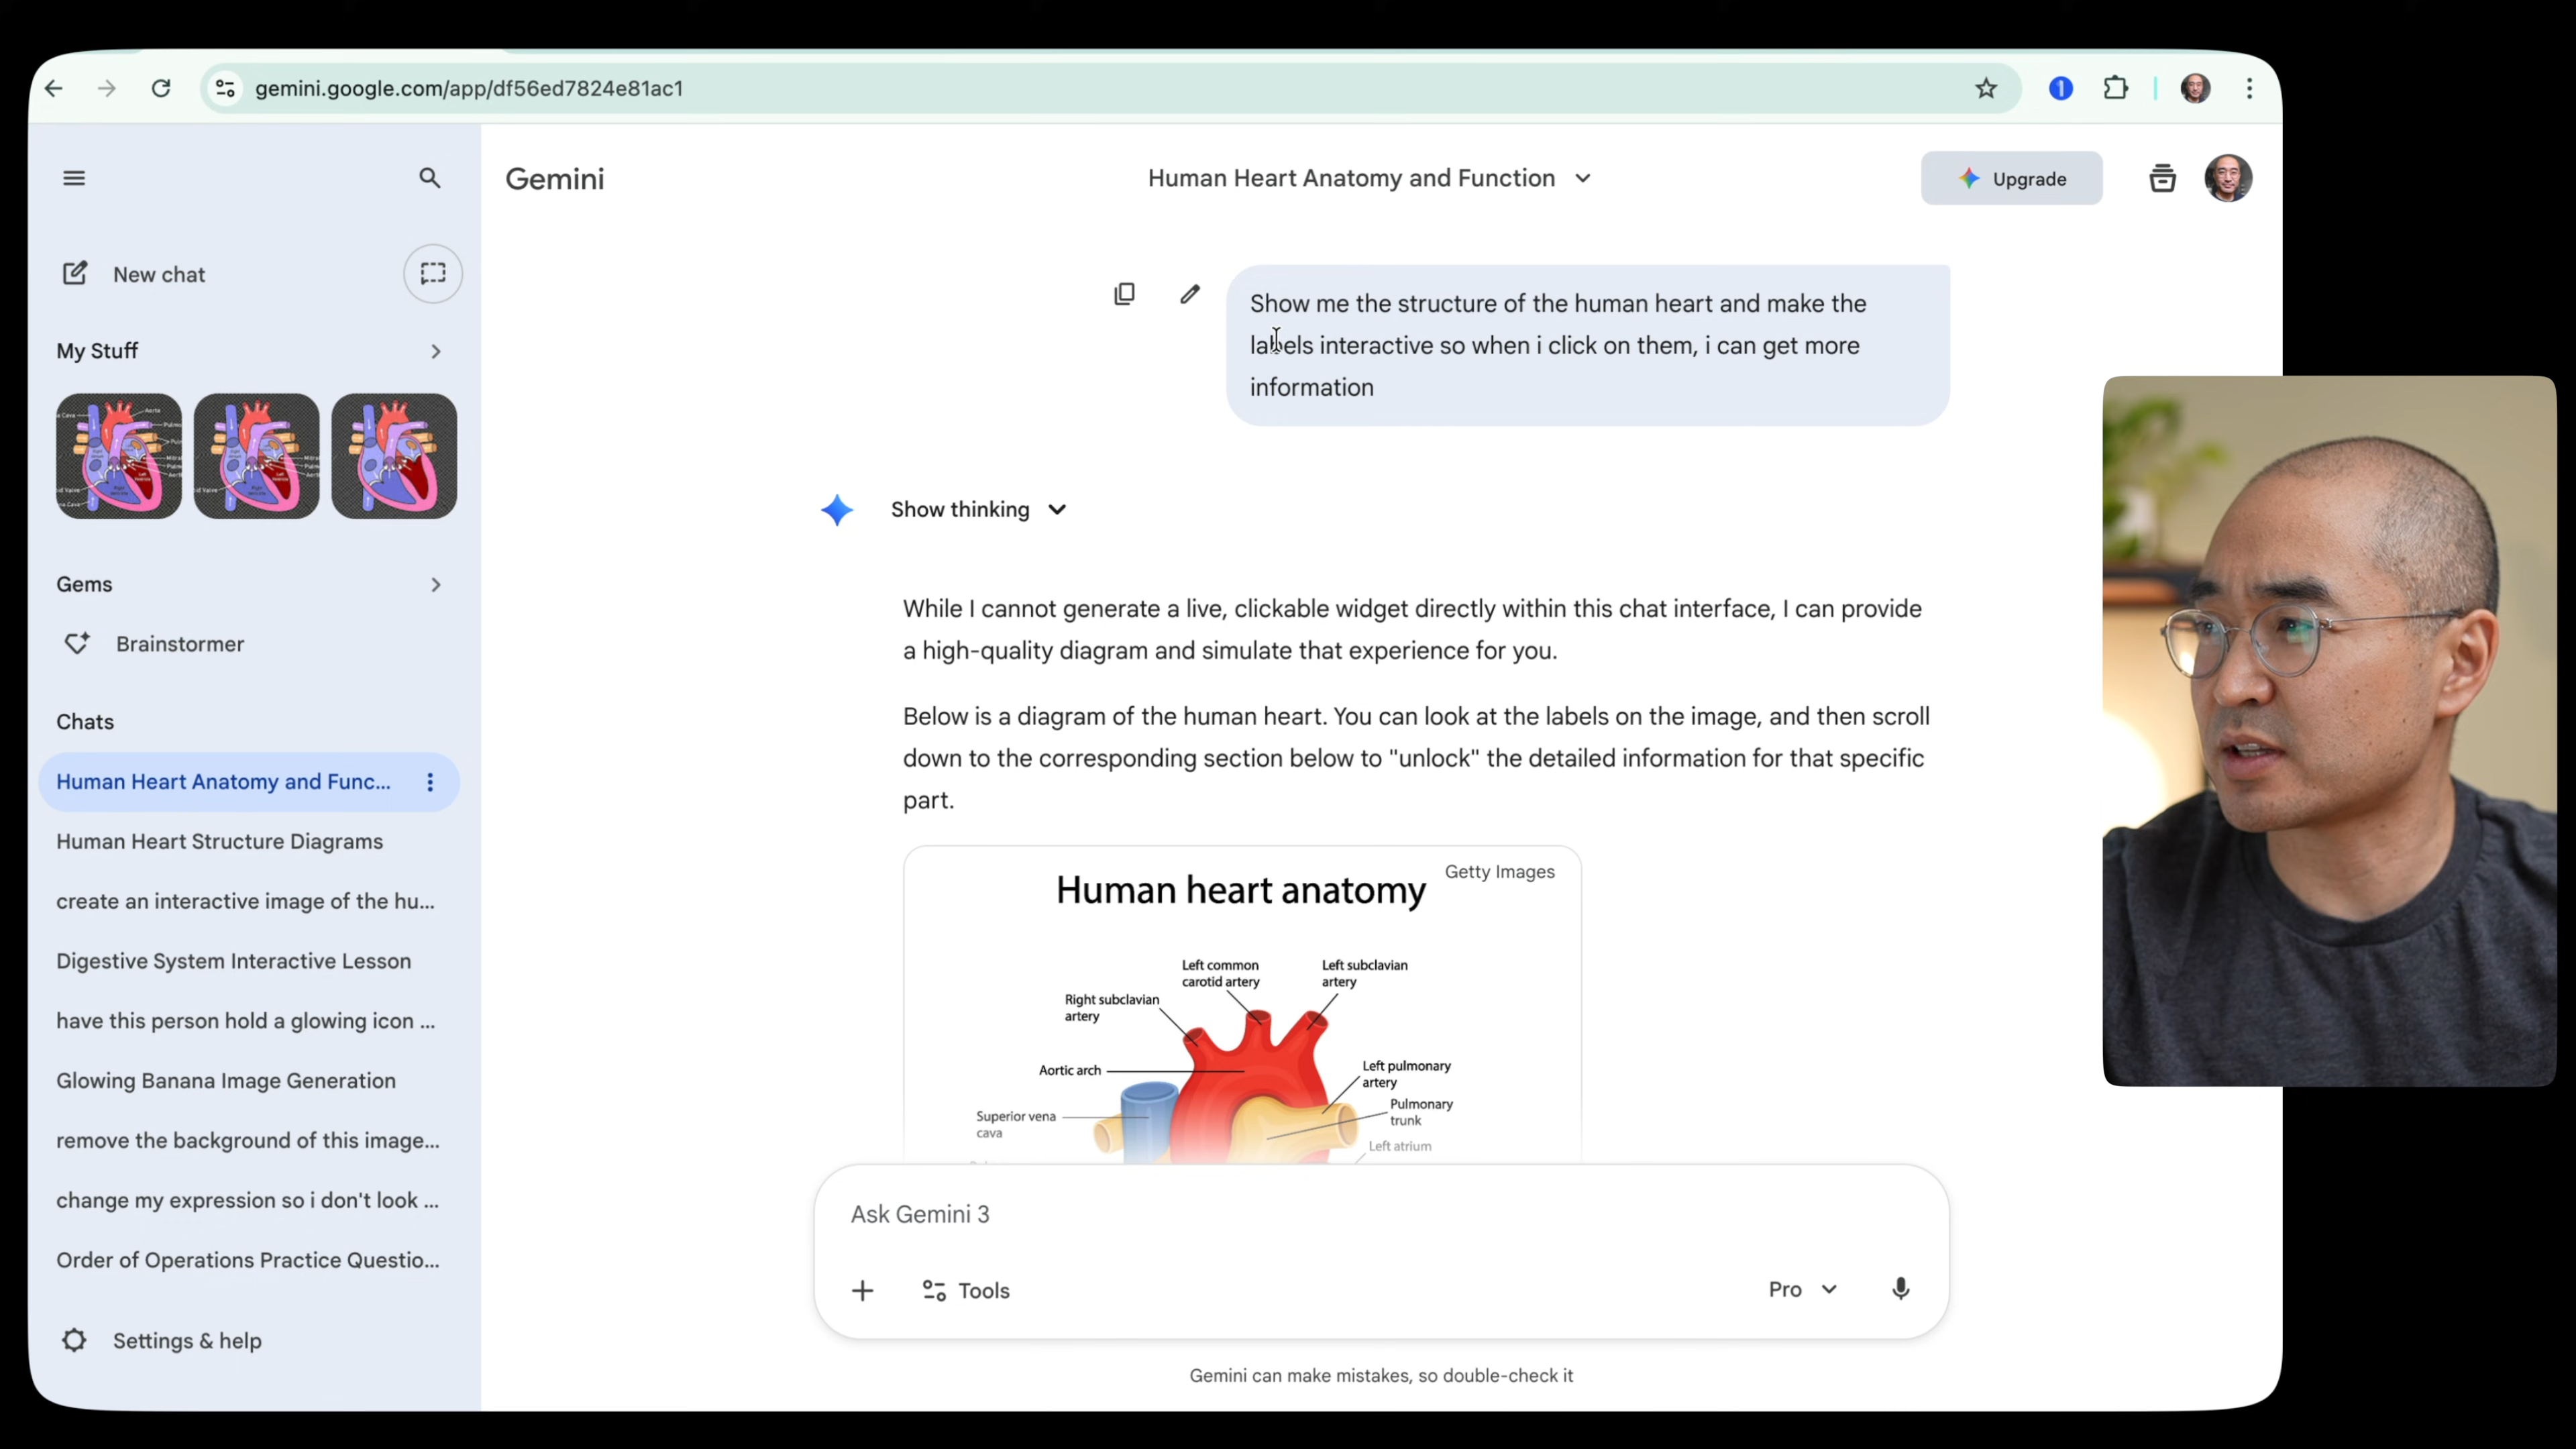 gemini.google.com/app/df56ed7824e81ac1
Gemini
Human Heart Anatomy and Function
Upgrade
New chat
My Stuff
Gems
Brainstormer
Chats
Human Heart Anatomy and Func...
Human Heart Structure Diagrams
create an interactive image of the hu...
Digestive System Interactive Lesson
have this person hold a glowing icon ...
Glowing Banana Image Generation
remove the background of this image...
change my expression so i don't look ...
Order of Operations Practice Questio...
Settings & help
Show me the structure of the human heart and make the
labels interactive so when i click on them, i can get more
information
Show thinking
While I cannot generate a live, clickable widget directly within this chat interface, I can provide
a high-quality diagram and simulate that experience for you.
Below is a diagram of the human heart. You can look at the labels on the image, and then scroll
down to the corresponding section below to "unlock" the detailed information for that specific
part.
Getty Images
Human heart anatomy
Left common
carotid artery
Left subclavian
artery
Right subclavian
artery
Aortic arch
Left pulmonary
artery
Superior vena
cava
Pulmonary
trunk
Left atrium
Ask Gemini 3
Tools
Pro
Gemini can make mistakes, so double-check it